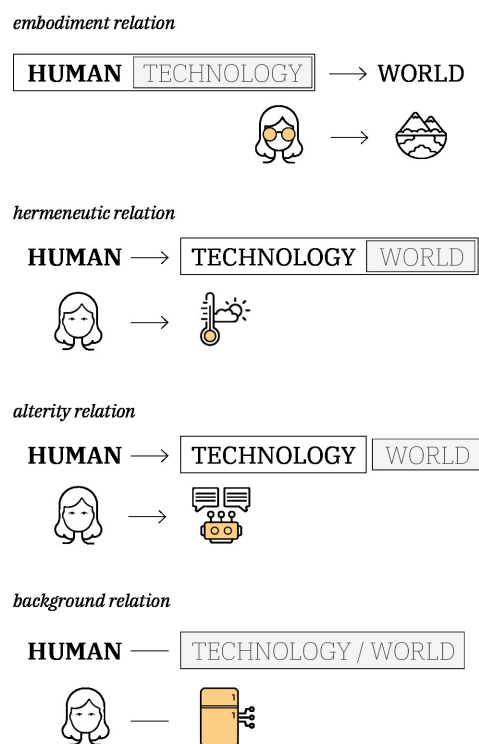 embodiment relation
HUMAN TECHNOLOGY WORLD
hermeneutic relation
HUMAN TECHNOLOGY WORLD
alterity relation
HUMAN TECHNOLOGY WORLD
background relation
HUMAN TECHNOLOGY / WORLD